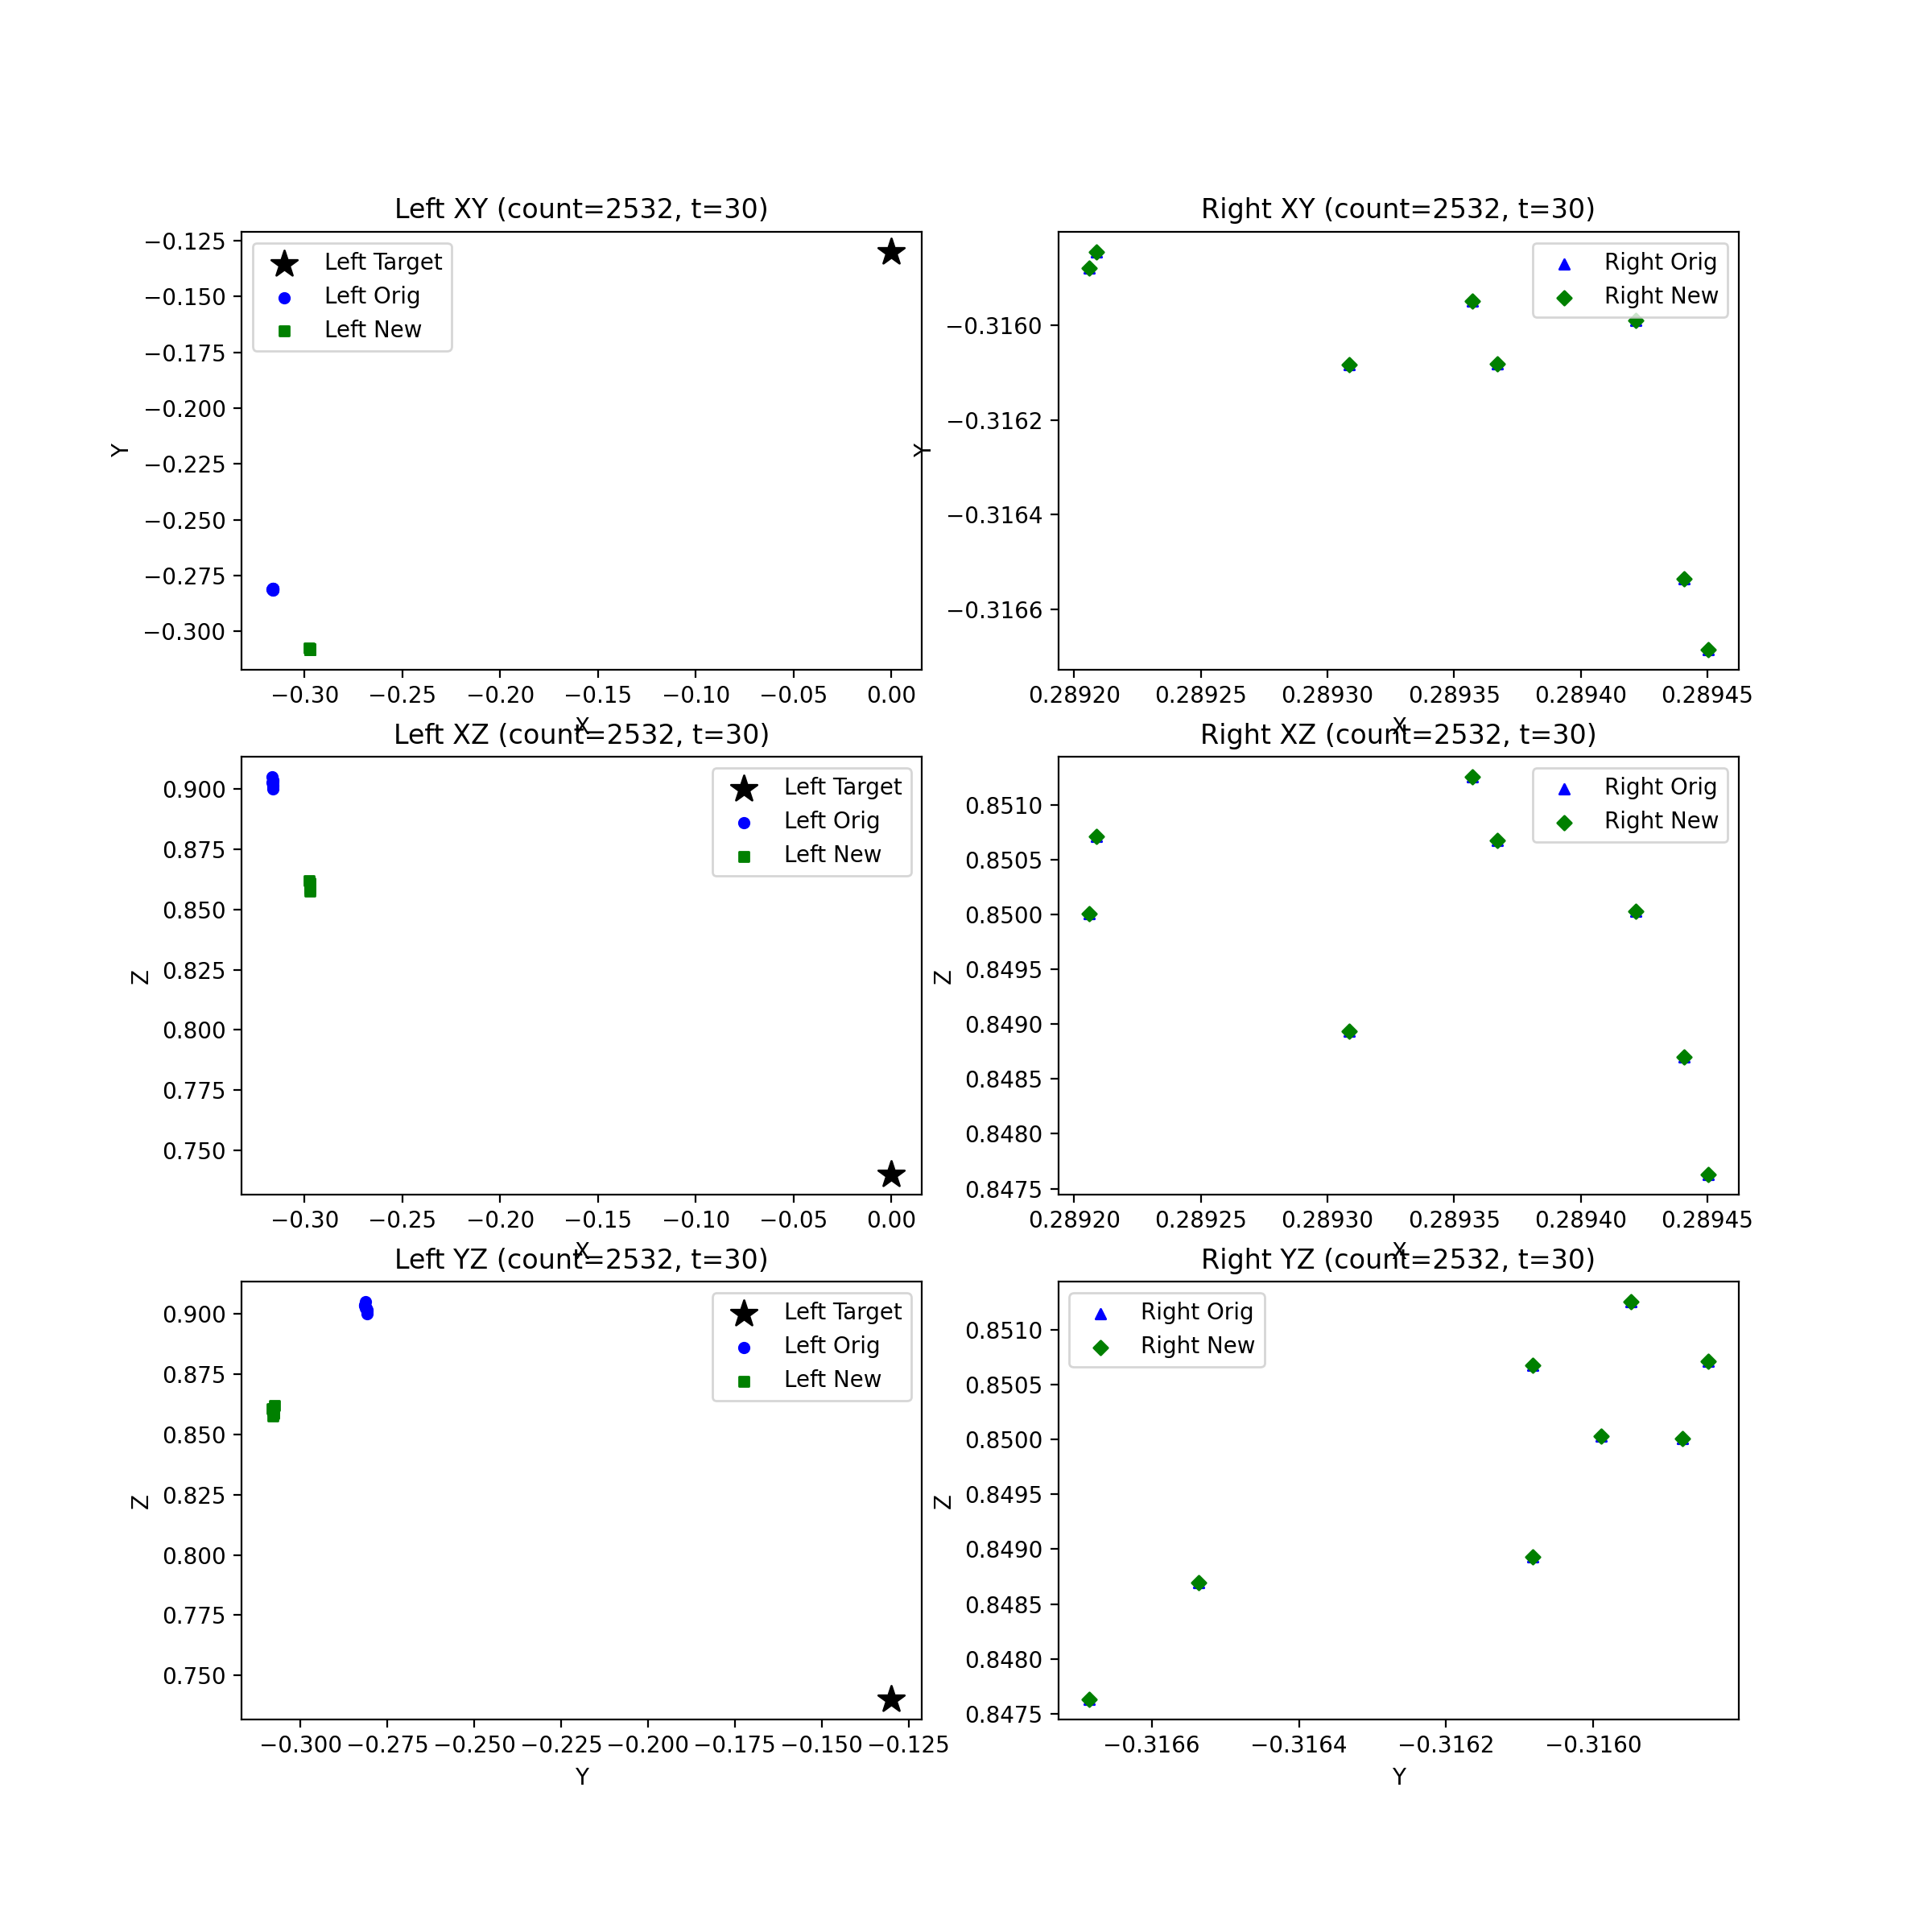 Left XY (count=2532, t=30)
Left Target
Left Orig
Left New
−0.125
−0.150
−0.175
−0.200
−0.225
−0.250
−0.275
−0.300
Y
−0.30 −0.25 −0.20 −0.15 −0.10 −0.05 0.00
X
Right XY (count=2532, t=30)
Right Orig
Right New
−0.3160
−0.3162
−0.3164
−0.3166
Y
0.28920 0.28925 0.28930 0.28935 0.28940 0.28945
X
Left XZ (count=2532, t=30)
Left Target
Left Orig
Left New
0.900
0.875
0.850
0.825
0.800
0.775
0.750
Z
−0.30 −0.25 −0.20 −0.15 −0.10 −0.05 0.00
X
Right XZ (count=2532, t=30)
Right Orig
Right New
0.8510
0.8505
0.8500
0.8495
0.8490
0.8485
0.8480
0.8475
Z
0.28920 0.28925 0.28930 0.28935 0.28940 0.28945
X
Left YZ (count=2532, t=30)
Left Target
Left Orig
Left New
0.900
0.875
0.850
0.825
0.800
0.775
0.750
Z
−0.300 −0.275 −0.250 −0.225 −0.200 −0.175 −0.150 −0.125
Y
Right YZ (count=2532, t=30)
Right Orig
Right New
0.8510
0.8505
0.8500
0.8495
0.8490
0.8485
0.8480
0.8475
Z
−0.3166 −0.3164 −0.3162 −0.3160
Y